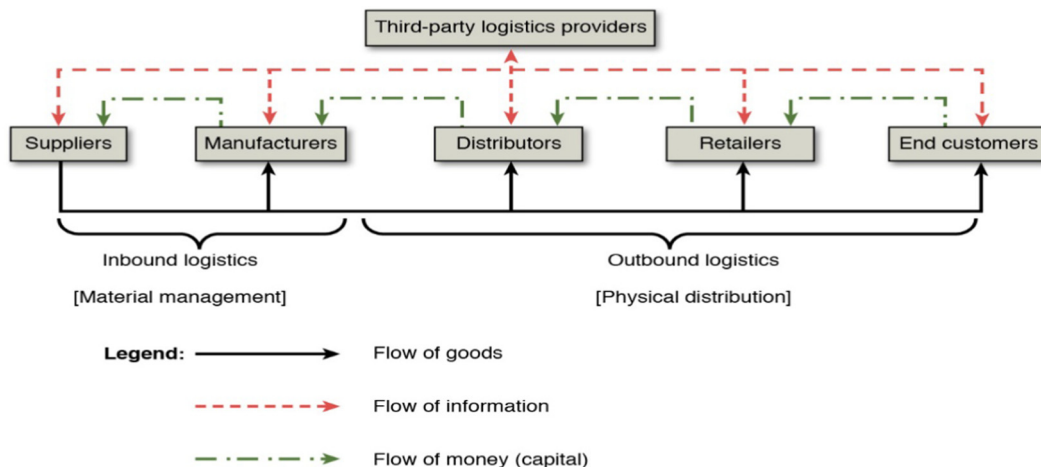 Third-party logistics providers
Suppliers
Manufacturers
Distributors
Retailers
End customers
Inbound logistics
[Material management]
Outbound logistics
[Physical distribution]
Legend:
Flow of goods
Flow of information
Flow of money (capital)